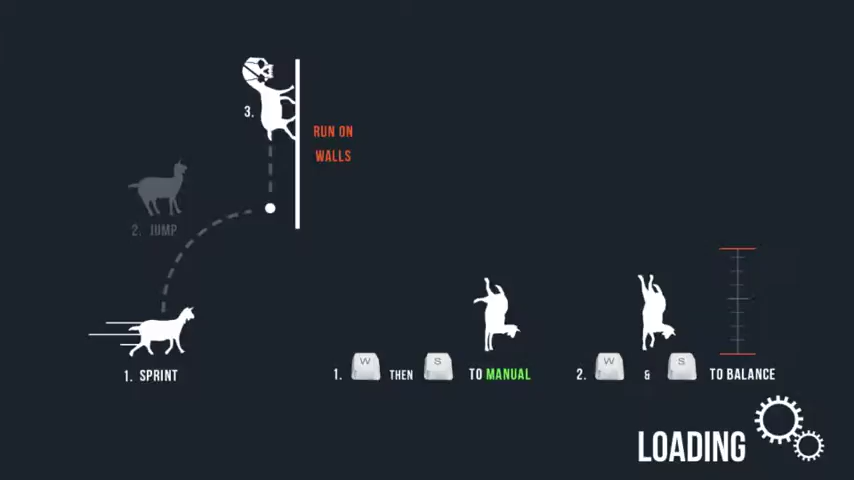 3.
RUN ON
WALLS
2. JUMP
1. SPRINT
1. W THEN S TO MANUAL
2. W & S TO BALANCE
LOADING